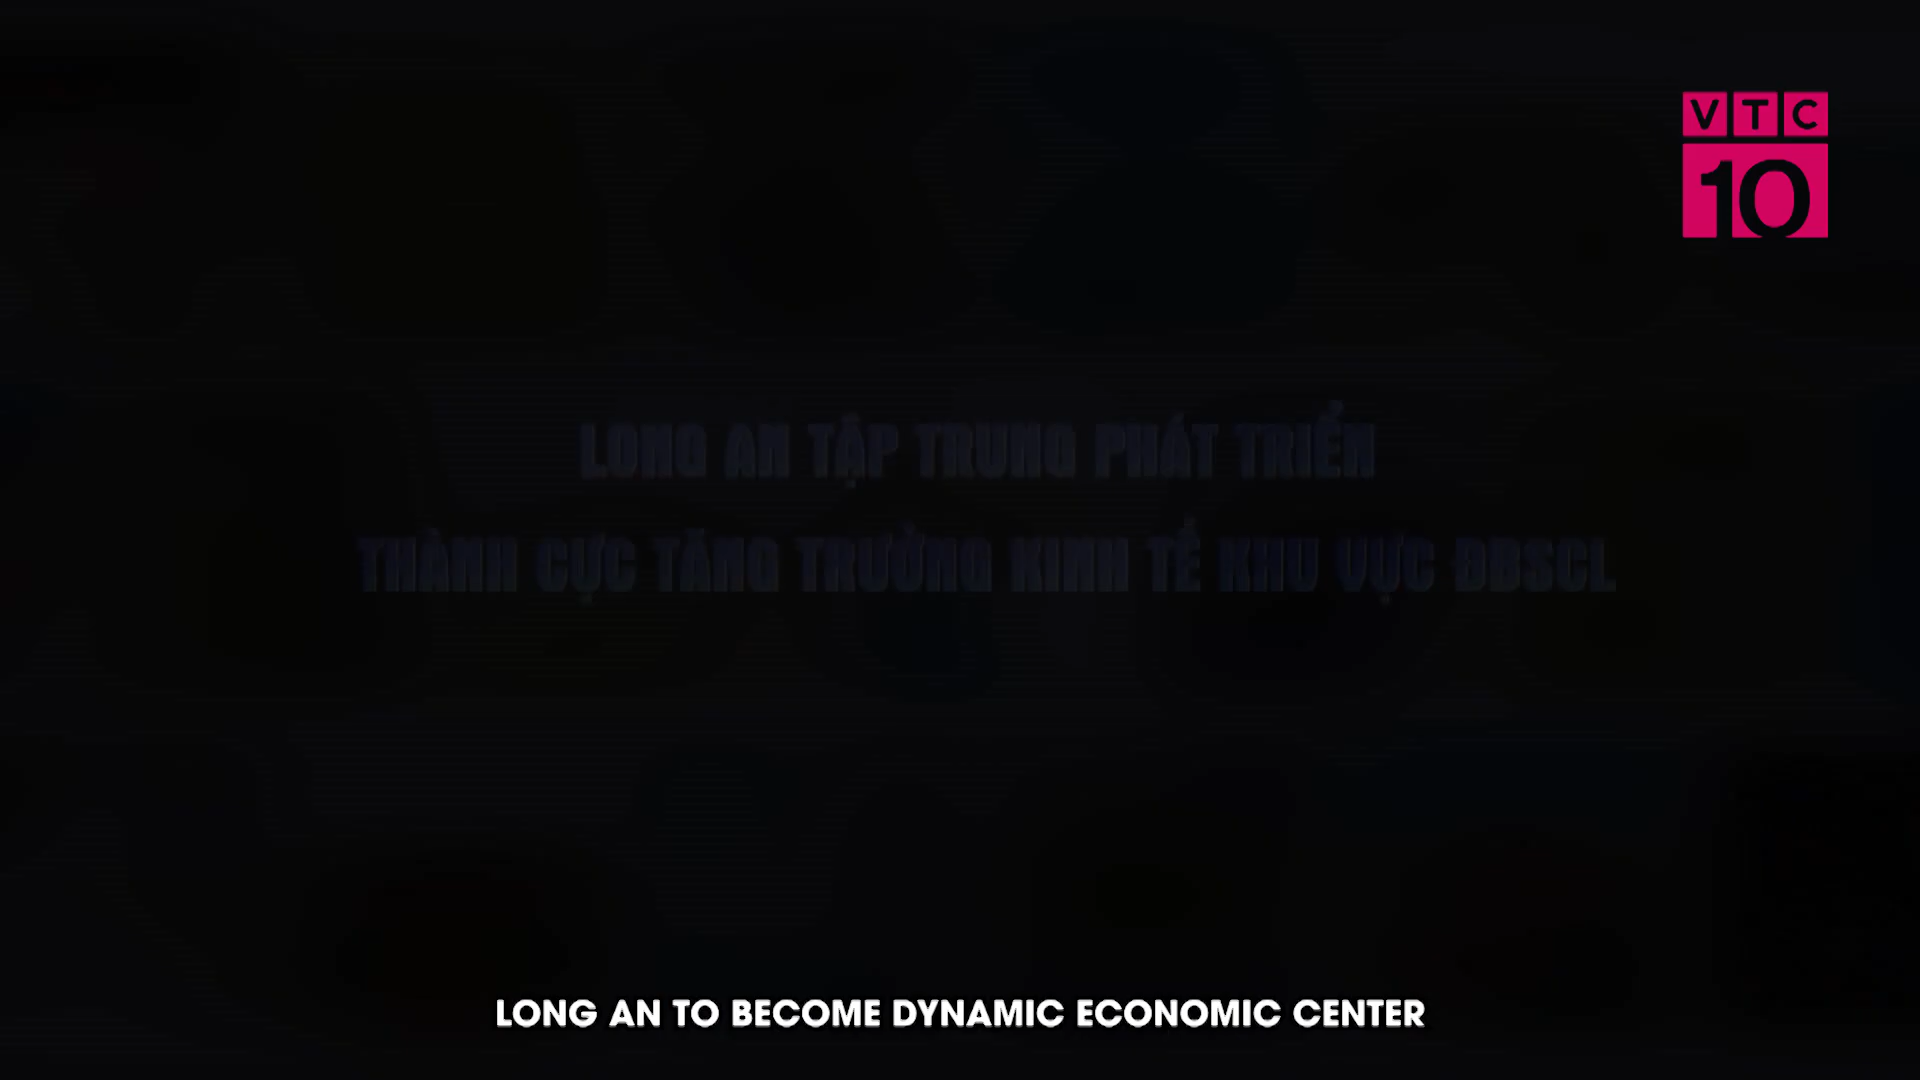 VTC
10
LONG AN TẬP TRUNG PHÁT TRIỂN
THÀNH CỰC TĂNG TRƯỞNG KINH TẾ KHU VỰC ĐBSCL
LONG AN TO BECOME DYNAMIC ECONOMIC CENTER